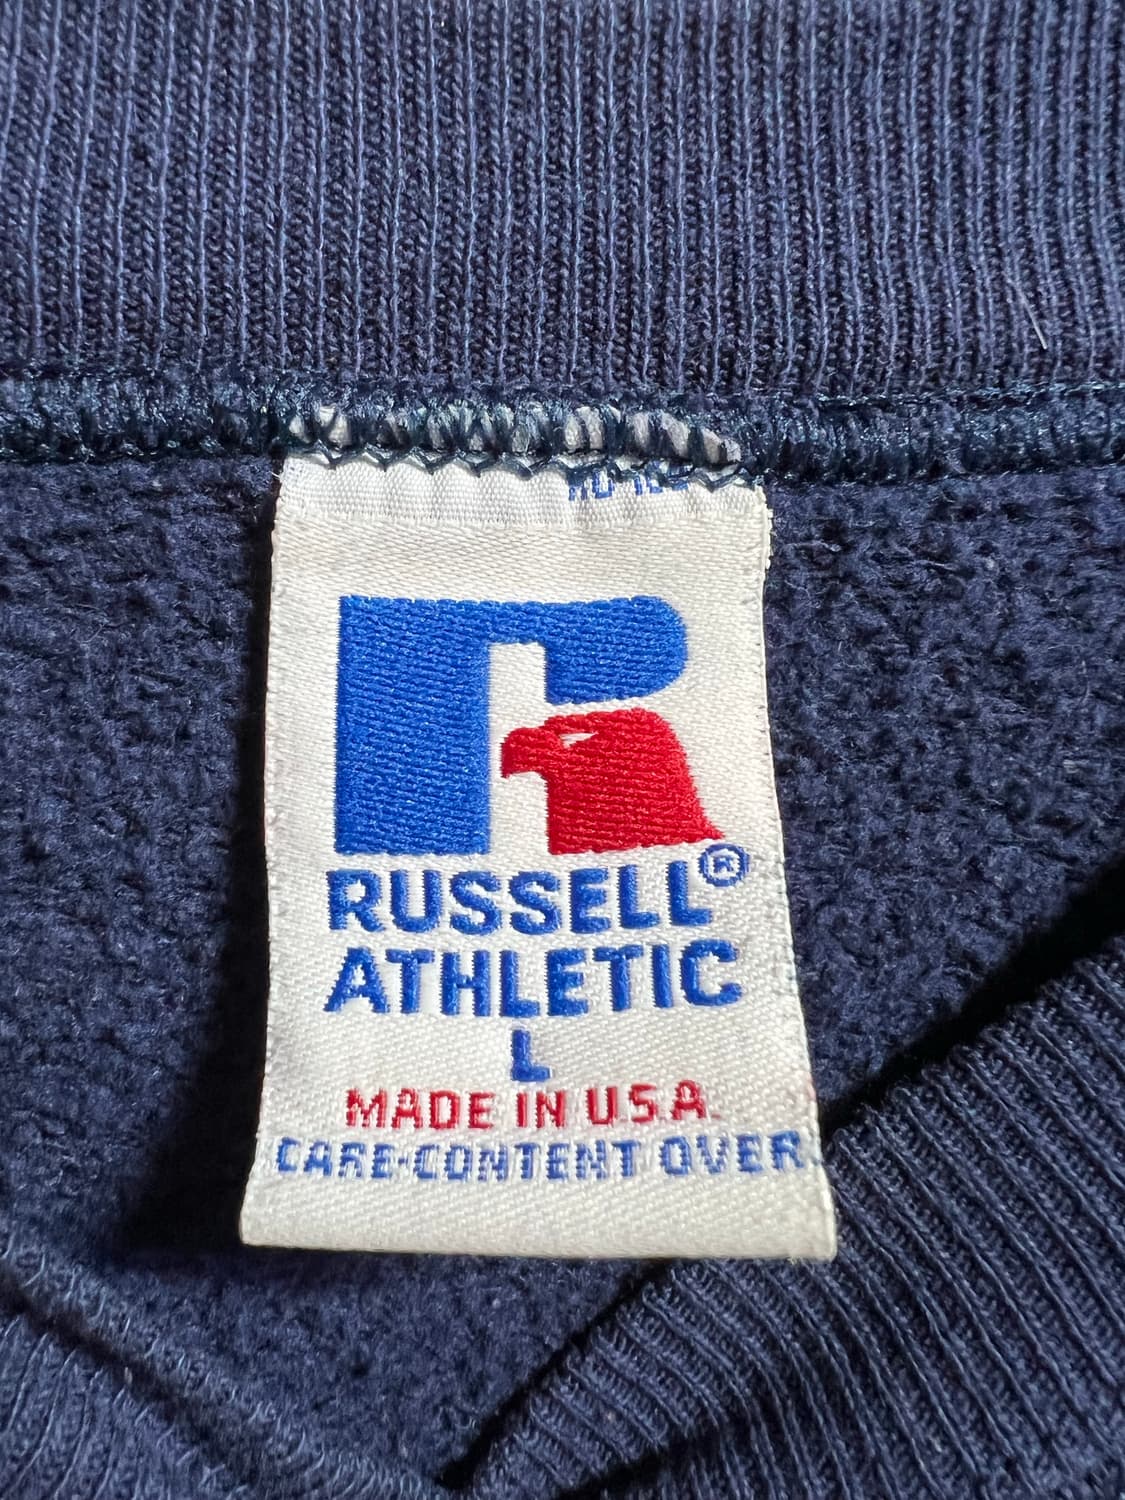 RUSSELL®
ATHLETIC
L
MADE IN U.S.A.
CARE-CONTENT OVER